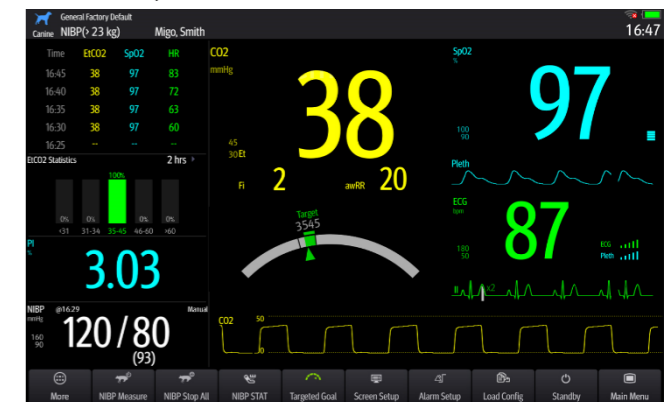 General Factory Default
Canine NIBP(> 23 kg) Migo, Smith 16:47
Time EtCO2 SpO2 HR
16:45 38 97 83
16:40 38 97 72
16:35 38 97 63
16:30 38 97 60
16:25 -- -- --
EtCO2 Statistics 2 hrs
100%
0% 0% 0% 0%
<31 31-34 35-45 46-60 >60
PI
%
3.03
NIBP @16.29 Manual
mmHg
160
90
120/80
(93)
CO2
mmHg
38
45
30 Et
Fi 2 awRR 20
Target
3545
SpO2
%
97
100
90
Pleth
ECG
bpm
87
180
50
ECG
Pleth
II x2
CO2 50
0
More NIBP Measure NIBP Stop All NIBP STAT Targeted Goal Screen Setup Alarm Setup Load Config Standby Main Menu